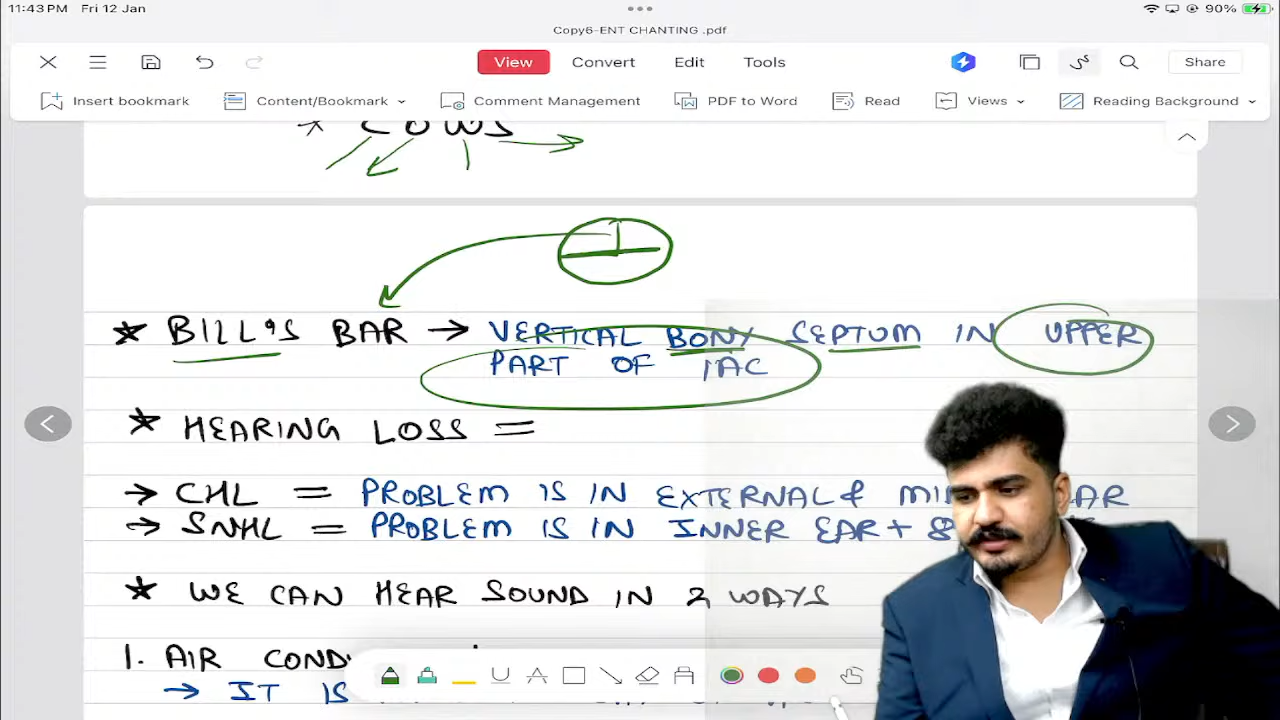 11:43 PM Fri 12 Jan
90%
Copy6-ENT CHANTING .pdf
View Convert Edit Tools Share
Insert bookmark Content/Bookmark Comment Management PDF to Word Read Views Reading Background
* COWS
* BILL'S BAR → VERTICAL BONY SEPTUM IN UPPER
PART OF IAC
* HEARING LOSS =
→ CHL = PROBLEM IS IN EXTERNAL &
→ SNHL = PROBLEM IS IN INNER EAR + 8
* WE CAN HEAR SOUND IN 2 WAYS
1. AIR COND
→ IT IS